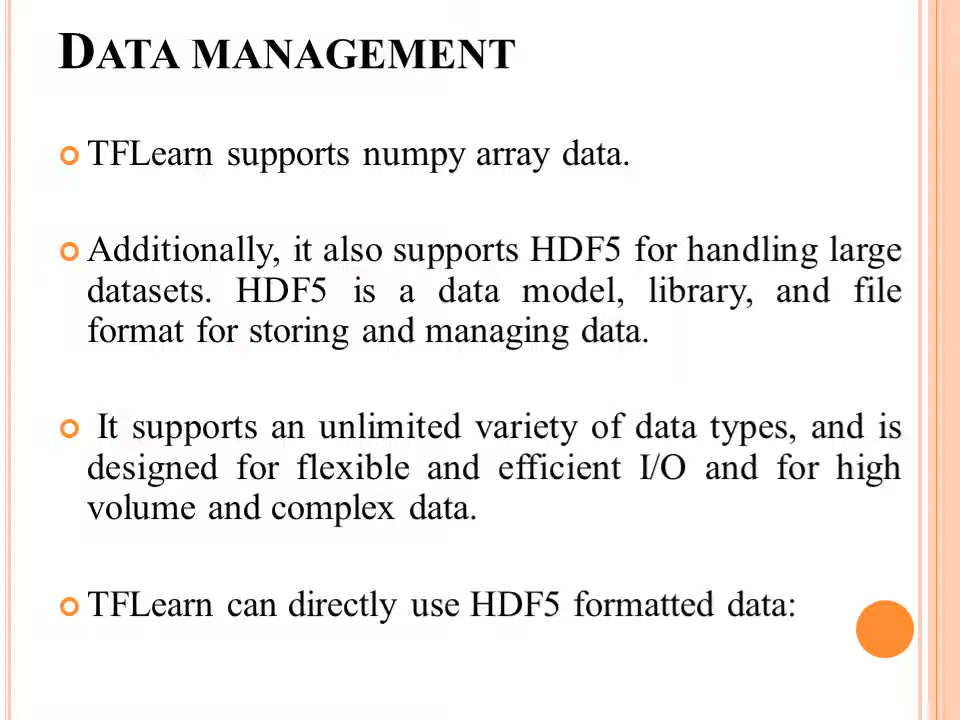 DATA MANAGEMENT
TFLearn supports numpy array data.
Additionally, it also supports HDF5 for handling large
datasets. HDF5 is a data model, library, and file
format for storing and managing data.
It supports an unlimited variety of data types, and is
designed for flexible and efficient I/O and for high
volume and complex data.
TFLearn can directly use HDF5 formatted data: